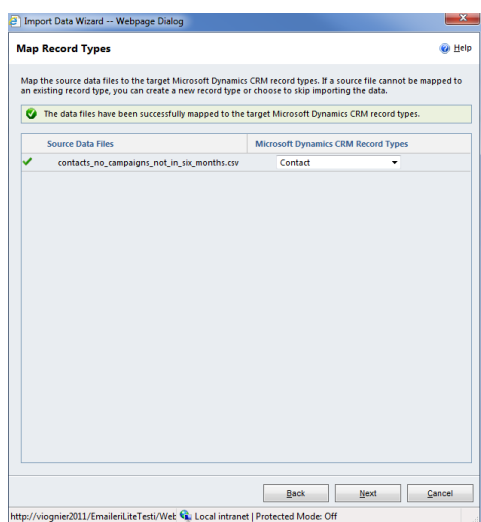 Import Data Wizard -- Webpage Dialog
Map Record Types
Help
Map the source data files to the target Microsoft Dynamics CRM record types. If a source file cannot be mapped to
an existing record type, you can create a new record type or choose to skip importing the data.
The data files have been successfully mapped to the target Microsoft Dynamics CRM record types.
Source Data Files Microsoft Dynamics CRM Record Types
contacts_no_campaigns_not_in_six_months.csv Contact
Back Next Cancel
http://viognier2011/EmaileriLiteTesti/Wel Local intranet | Protected Mode: Off